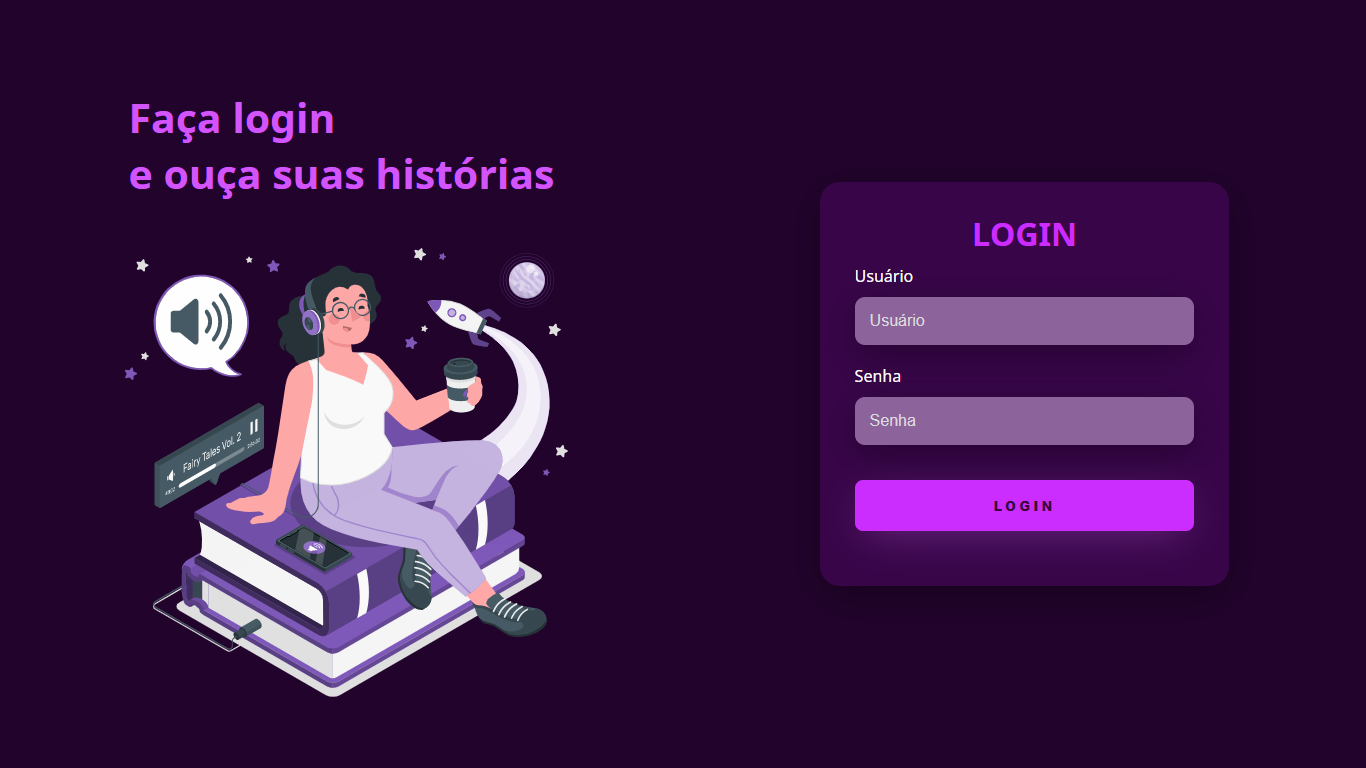 Faça login
e ouça suas histórias
LOGIN
Usuário
Usuário
Senha
Senha
LOGIN
Fairy Tales Vol. 2